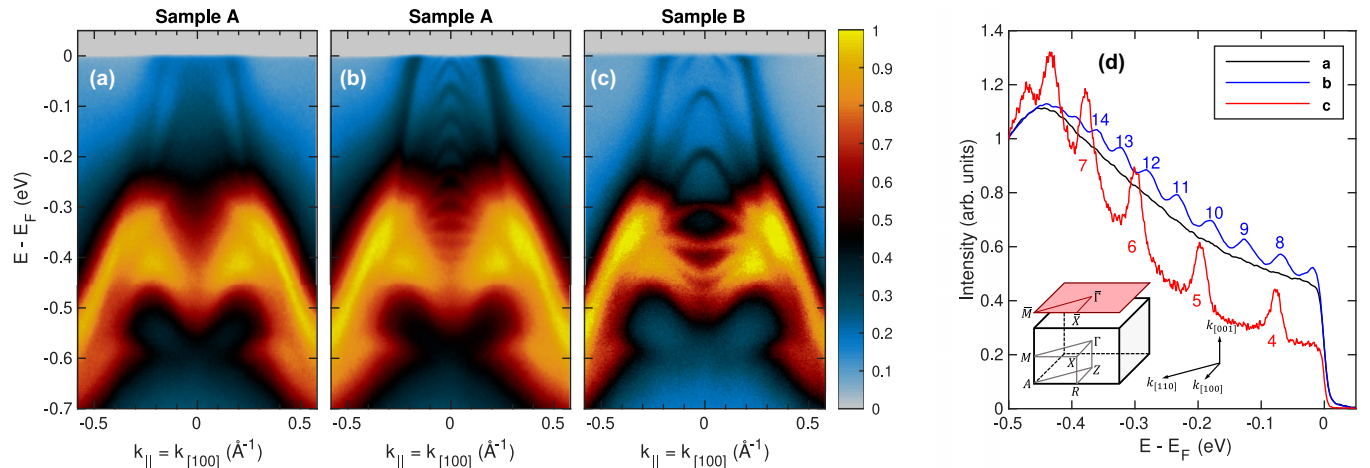 Sample A
Sample A
Sample B
(a)
(b)
(c)
E - E_F (eV)
0
-0.1
-0.2
-0.3
-0.4
-0.5
-0.6
-0.7
-0.5 0 0.5
-0.5 0 0.5
-0.5 0 0.5
k_|| = k_[100] (Å⁻¹)
k_|| = k_[100] (Å⁻¹)
k_|| = k_[100] (Å⁻¹)
1
0.9
0.8
0.7
0.6
0.5
0.4
0.3
0.2
0.1
0
(d)
a
b
c
Intensity (arb. units)
1.4
1.2
1
0.8
0.6
0.4
0.2
0
14
13
12
11
10
9
8
7
6
5
4
Γ̄
M̄
X̄
Γ
M
X
Z
A
R
k[001]
k[110]
k[100]
-0.5 -0.4 -0.3 -0.2 -0.1 0
E - E_F (eV)